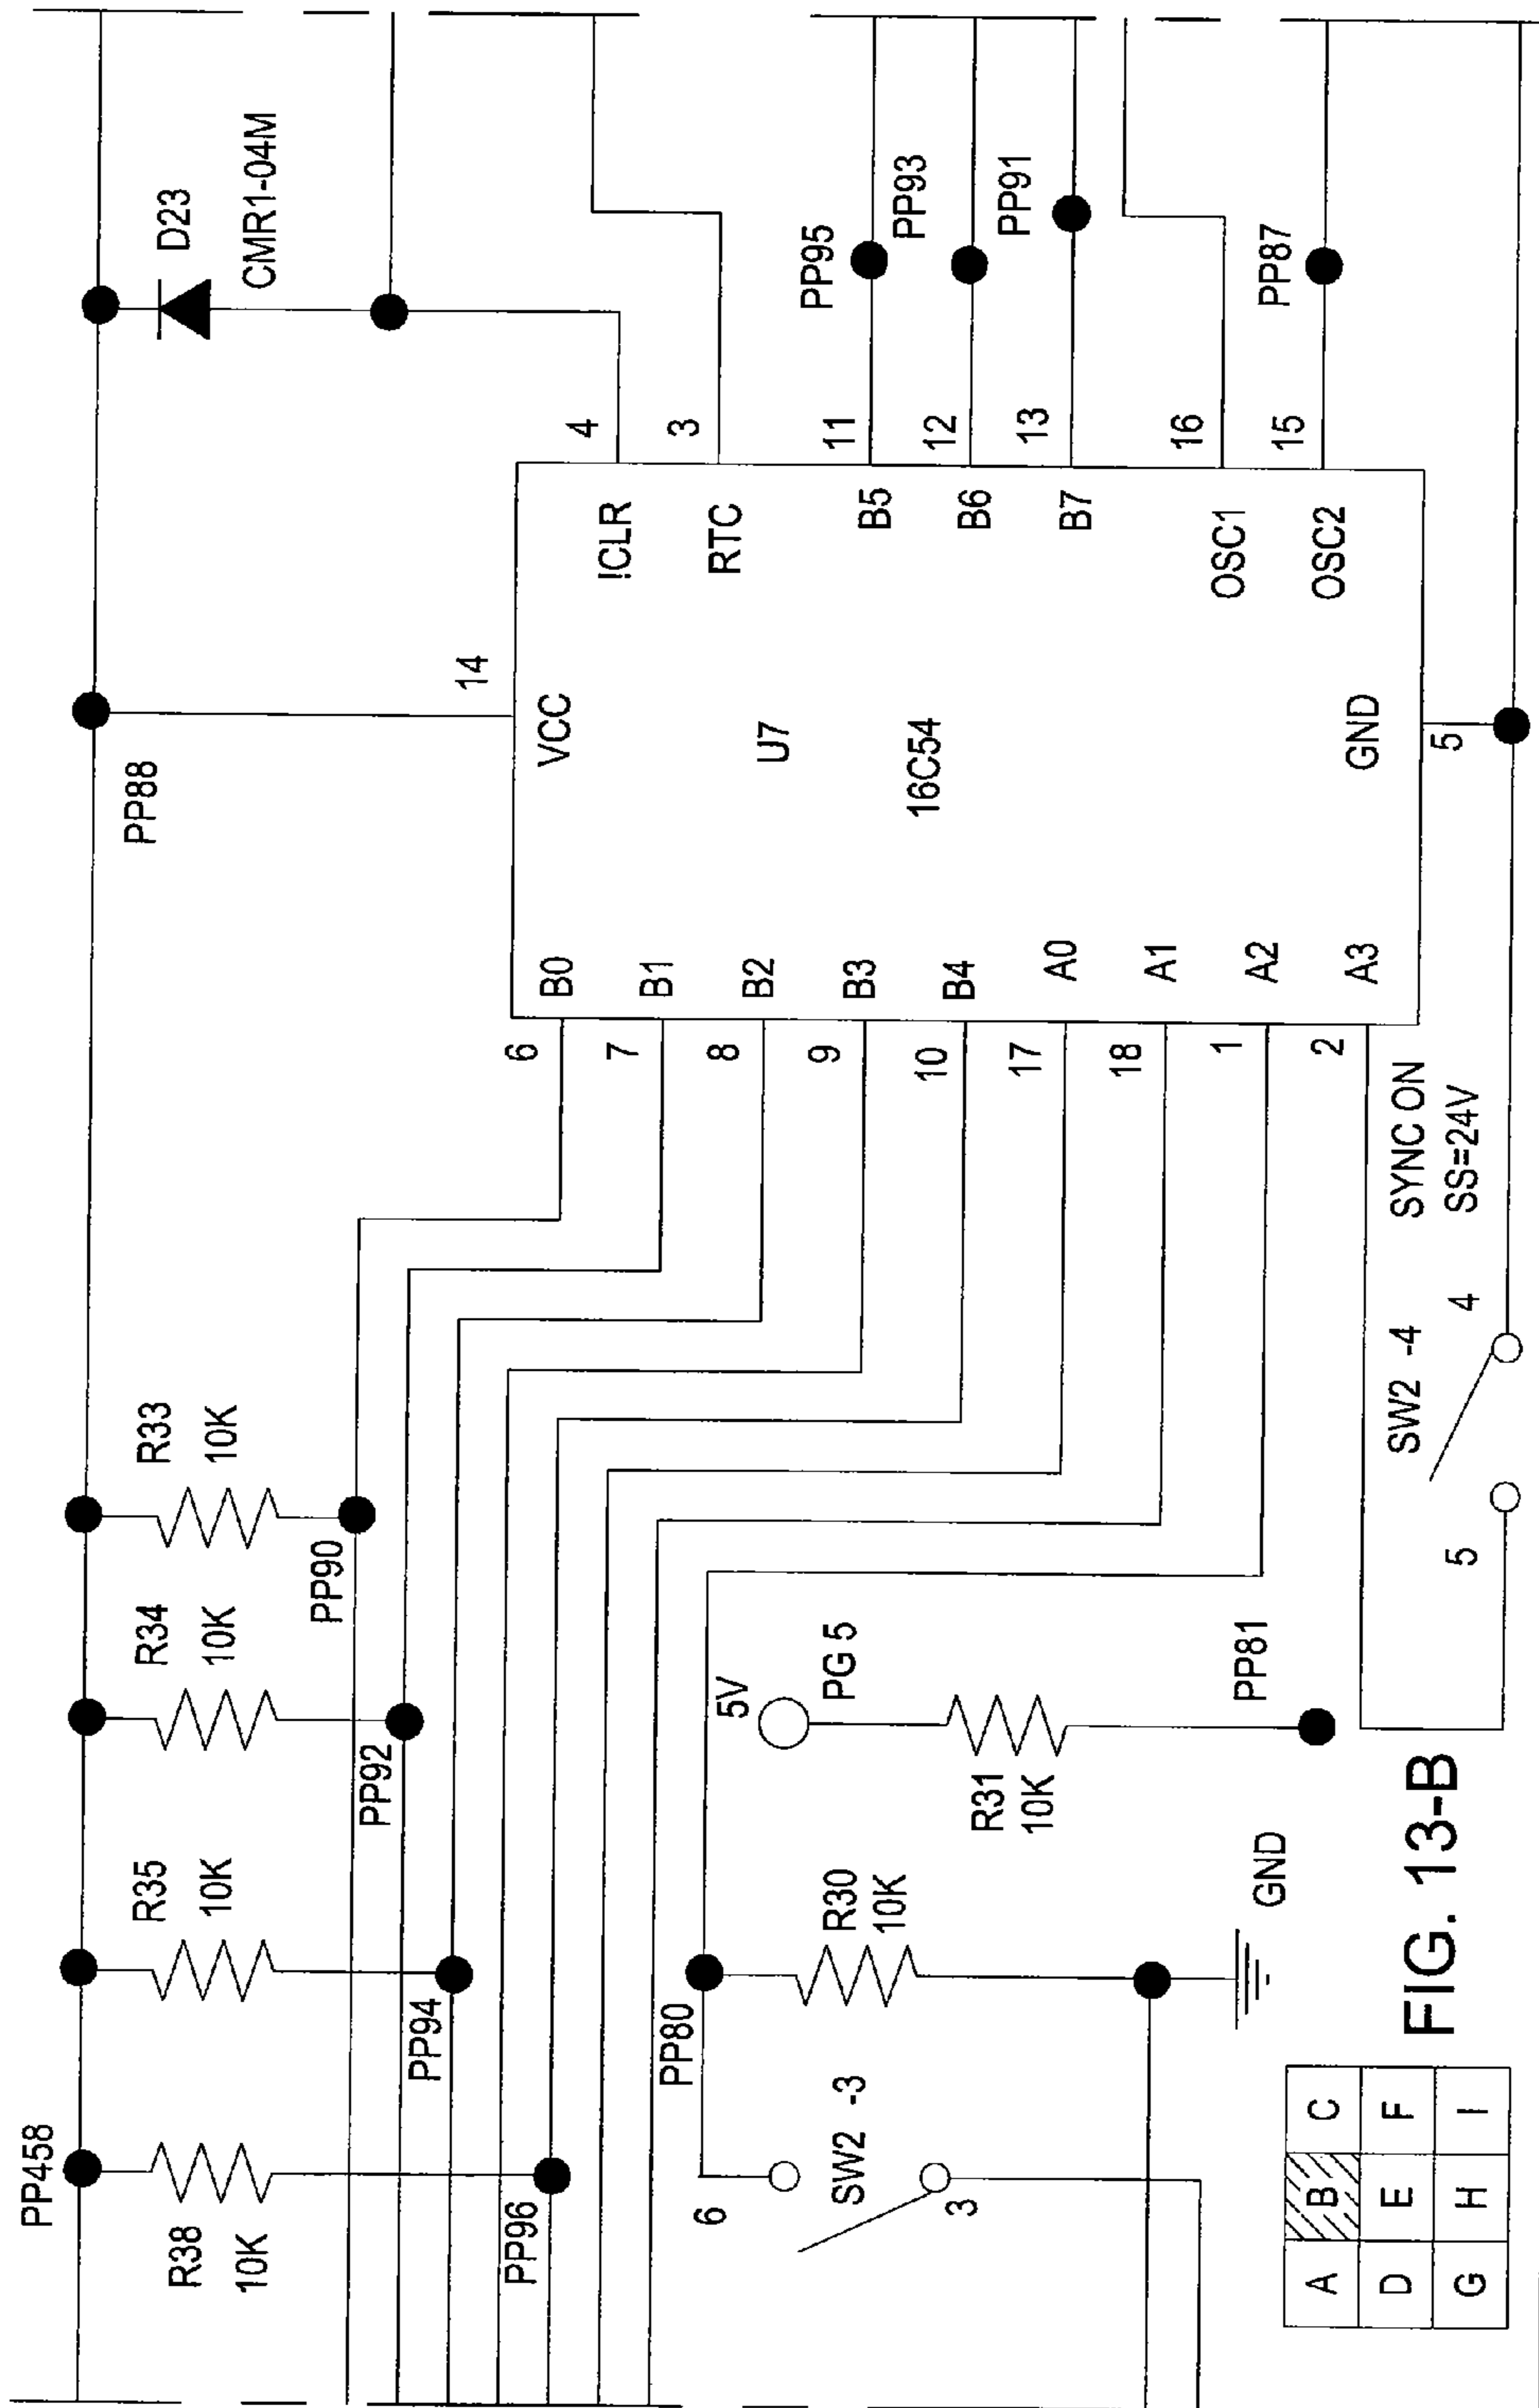 PP458
R38
10K
R35
10K
R34
10K
R33
10K
PP88
D23
CMR1-04M
PP96
PP94
PP92
PP90
14
VCC
U7
16C54
GND
5
6
B0
7
B1
8
B2
9
B3
10
B4
17
A0
18
A1
1
A2
2
A3
!CLR
4
RTC
3
B5
11
PP95
B6
12
PP93
B7
13
PP91
OSC1
16
OSC2
15
PP87
PP80
6
SW2 -3
3
R30
10K
GND
5V
PG 5
R31
10K
PP81
SYNC ON
SS=24V
SW2 -4
4
5
A B C
D E F
G H I
FIG. 13-B